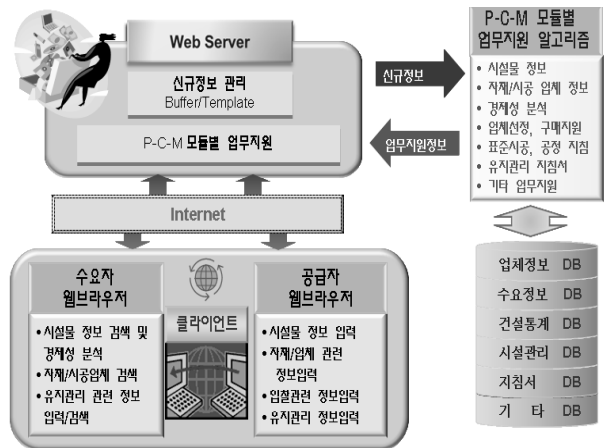 Web Server
신규정보 관리
Buffer/Template
P-C-M 모듈별 업무지원
신규정보
업무지원정보
P-C-M 모듈별
업무지원 알고리즘
• 시설물 정보
• 자재/시공 업체 정보
• 경제성 분석
• 업체선정, 구매지원
• 표준시공, 공정 지침
• 유지관리 지침서
• 기타 업무지원
Internet
수요자
웹브라우저
• 시설물 정보 검색 및
경제성 분석
• 자재/시공업체 검색
• 유지관리 관련 정보
입력/검색
클라이언트
공급자
웹브라우저
• 시설물 정보 입력
• 자재/업체 관련
정보입력
• 입찰관련 정보입력
• 유지관리 정보입력
업체정보 DB
수요정보 DB
건설통계 DB
시설관리 DB
지침서 DB
기 타 DB